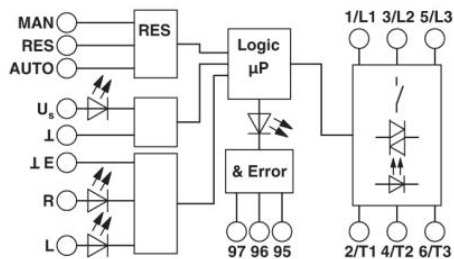 MAN
RES
AUTO
RES
Logic
µP
1/L1 3/L2 5/L3
Us
⊥
⊥ E
R
L
& Error
97 96 95
2/T1 4/T2 6/T3